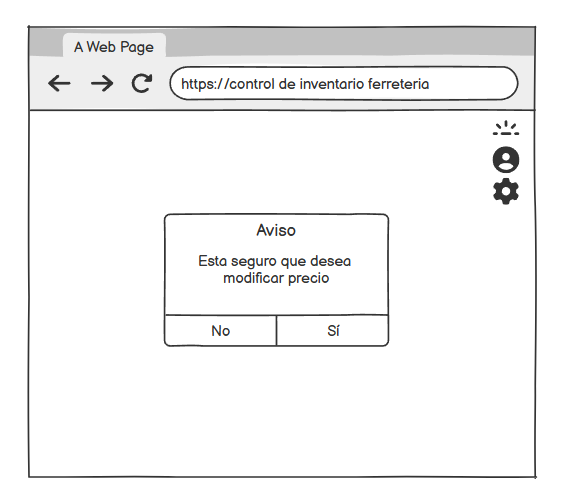 A Web Page
https://control de inventario ferreteria
Aviso
Esta seguro que desea
modificar precio
No
Sí